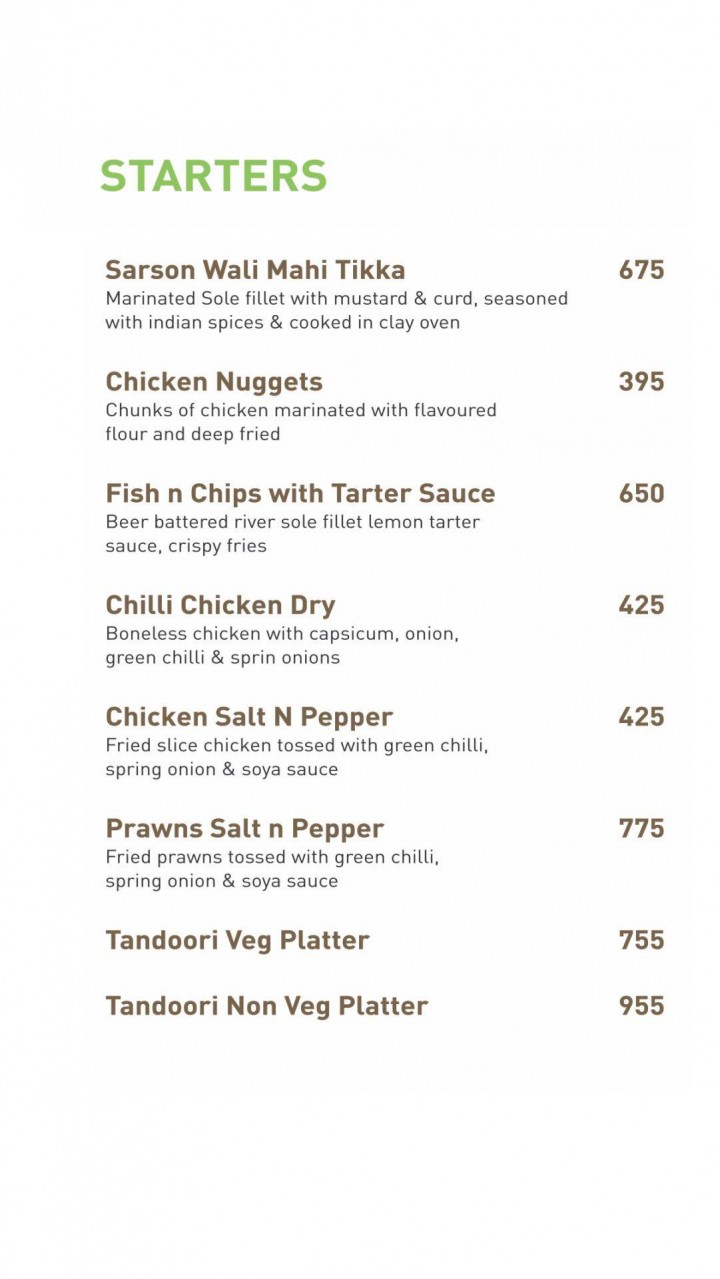 STARTERS
Sarson Wali Mahi Tikka 675
Marinated Sole fillet with mustard & curd, seasoned
with indian spices & cooked in clay oven
Chicken Nuggets 395
Chunks of chicken marinated with flavoured
flour and deep fried
Fish n Chips with Tarter Sauce 650
Beer battered river sole fillet lemon tarter
sauce, crispy fries
Chilli Chicken Dry 425
Boneless chicken with capsicum, onion,
green chilli & sprin onions
Chicken Salt N Pepper 425
Fried slice chicken tossed with green chilli,
spring onion & soya sauce
Prawns Salt n Pepper 775
Fried prawns tossed with green chilli,
spring onion & soya sauce
Tandoori Veg Platter 755
Tandoori Non Veg Platter 955